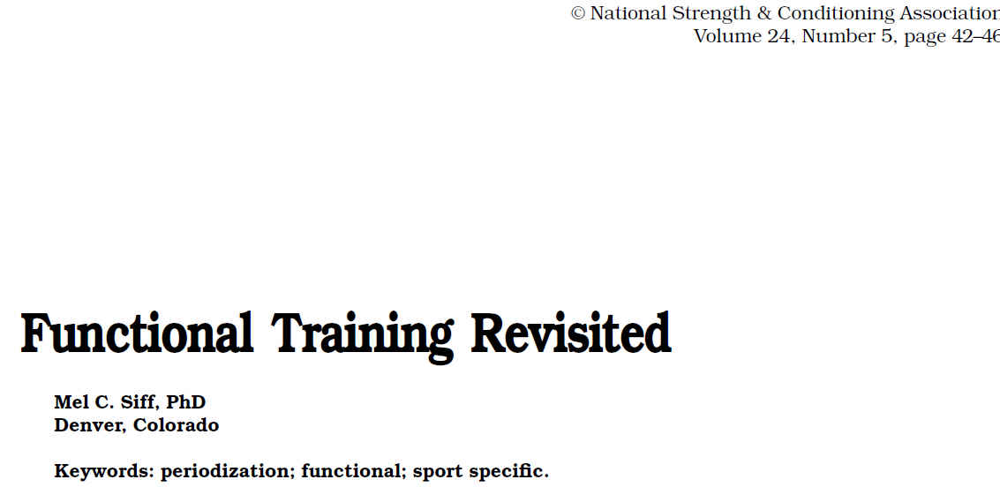 © National Strength & Conditioning Association
Volume 24, Number 5, page 42–46
Functional Training Revisited
Mel C. Siff, PhD
Denver, Colorado
Keywords: periodization; functional; sport specific.